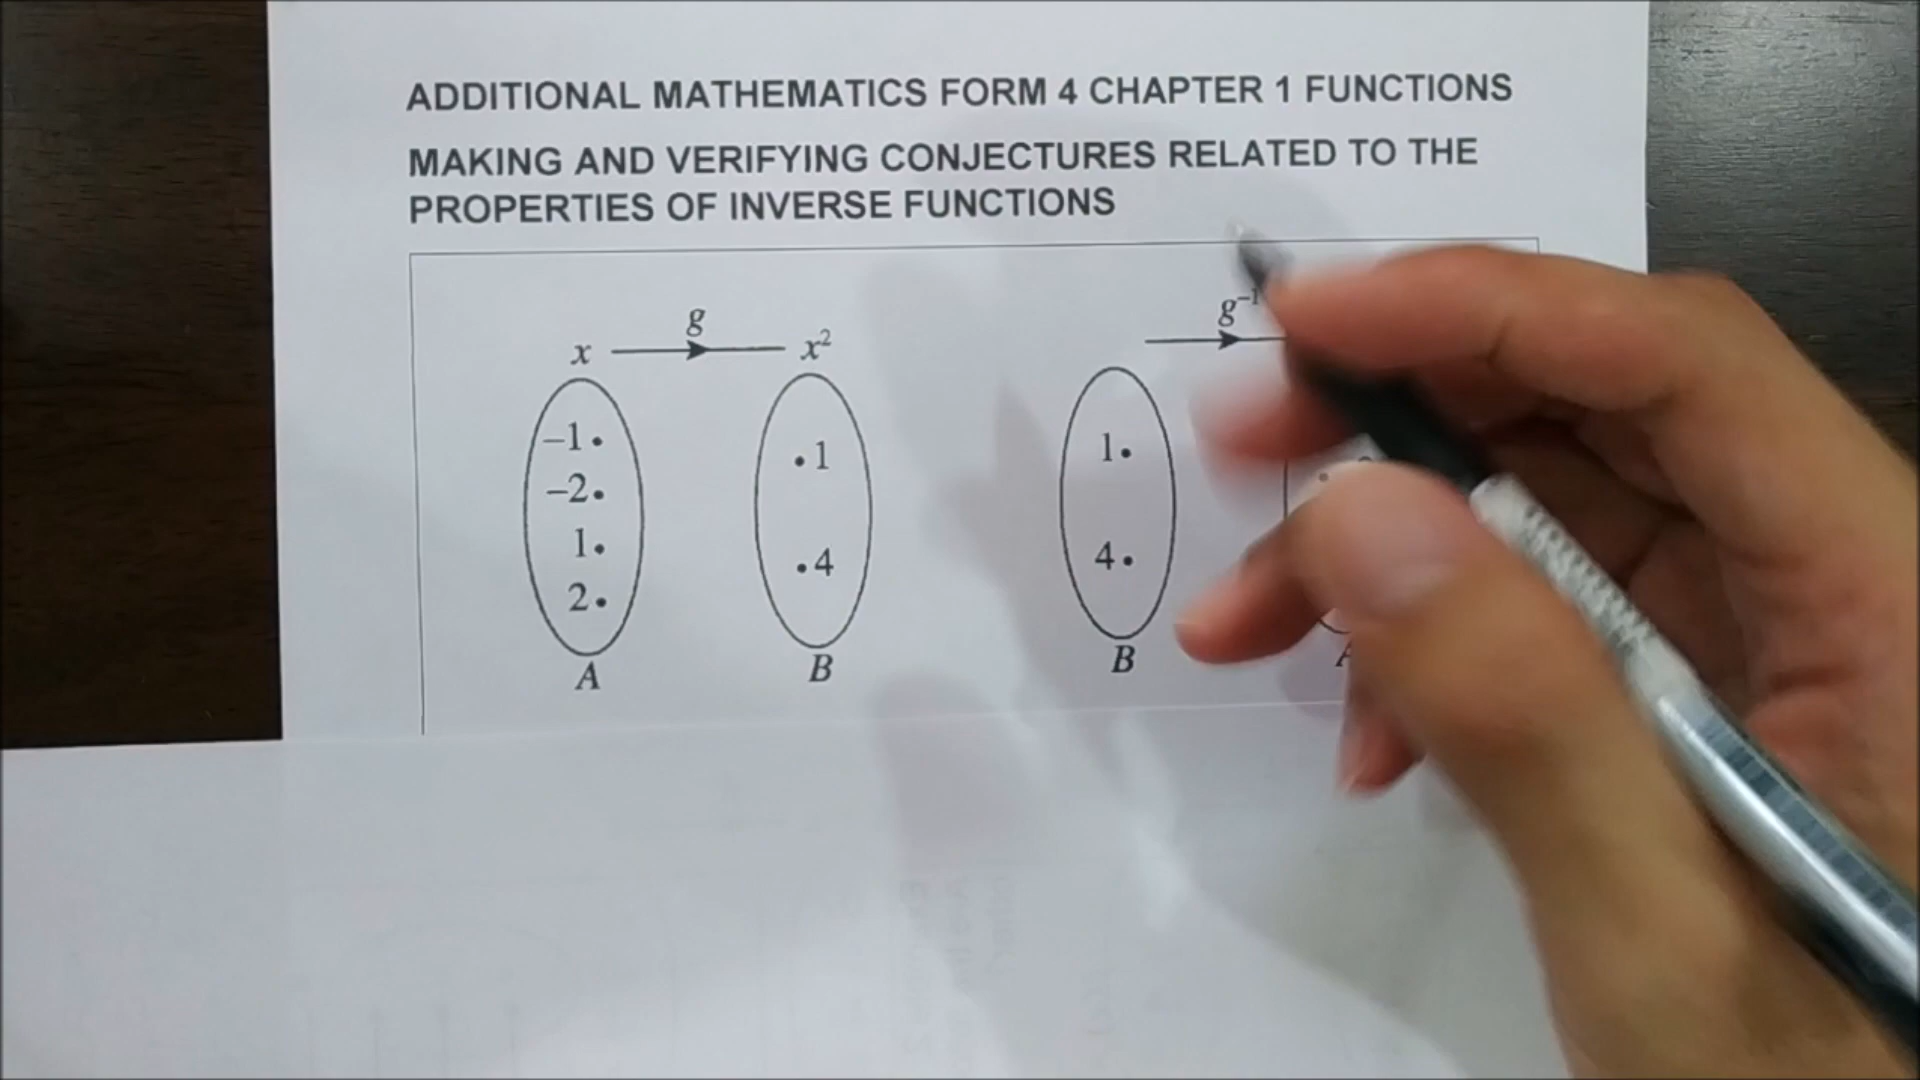 ADDITIONAL MATHEMATICS FORM 4 CHAPTER 1 FUNCTIONS
MAKING AND VERIFYING CONJECTURES RELATED TO THE
PROPERTIES OF INVERSE FUNCTIONS
g
x x²
–1
–2
1
2
A
1
4
B
g⁻¹
1
4
B